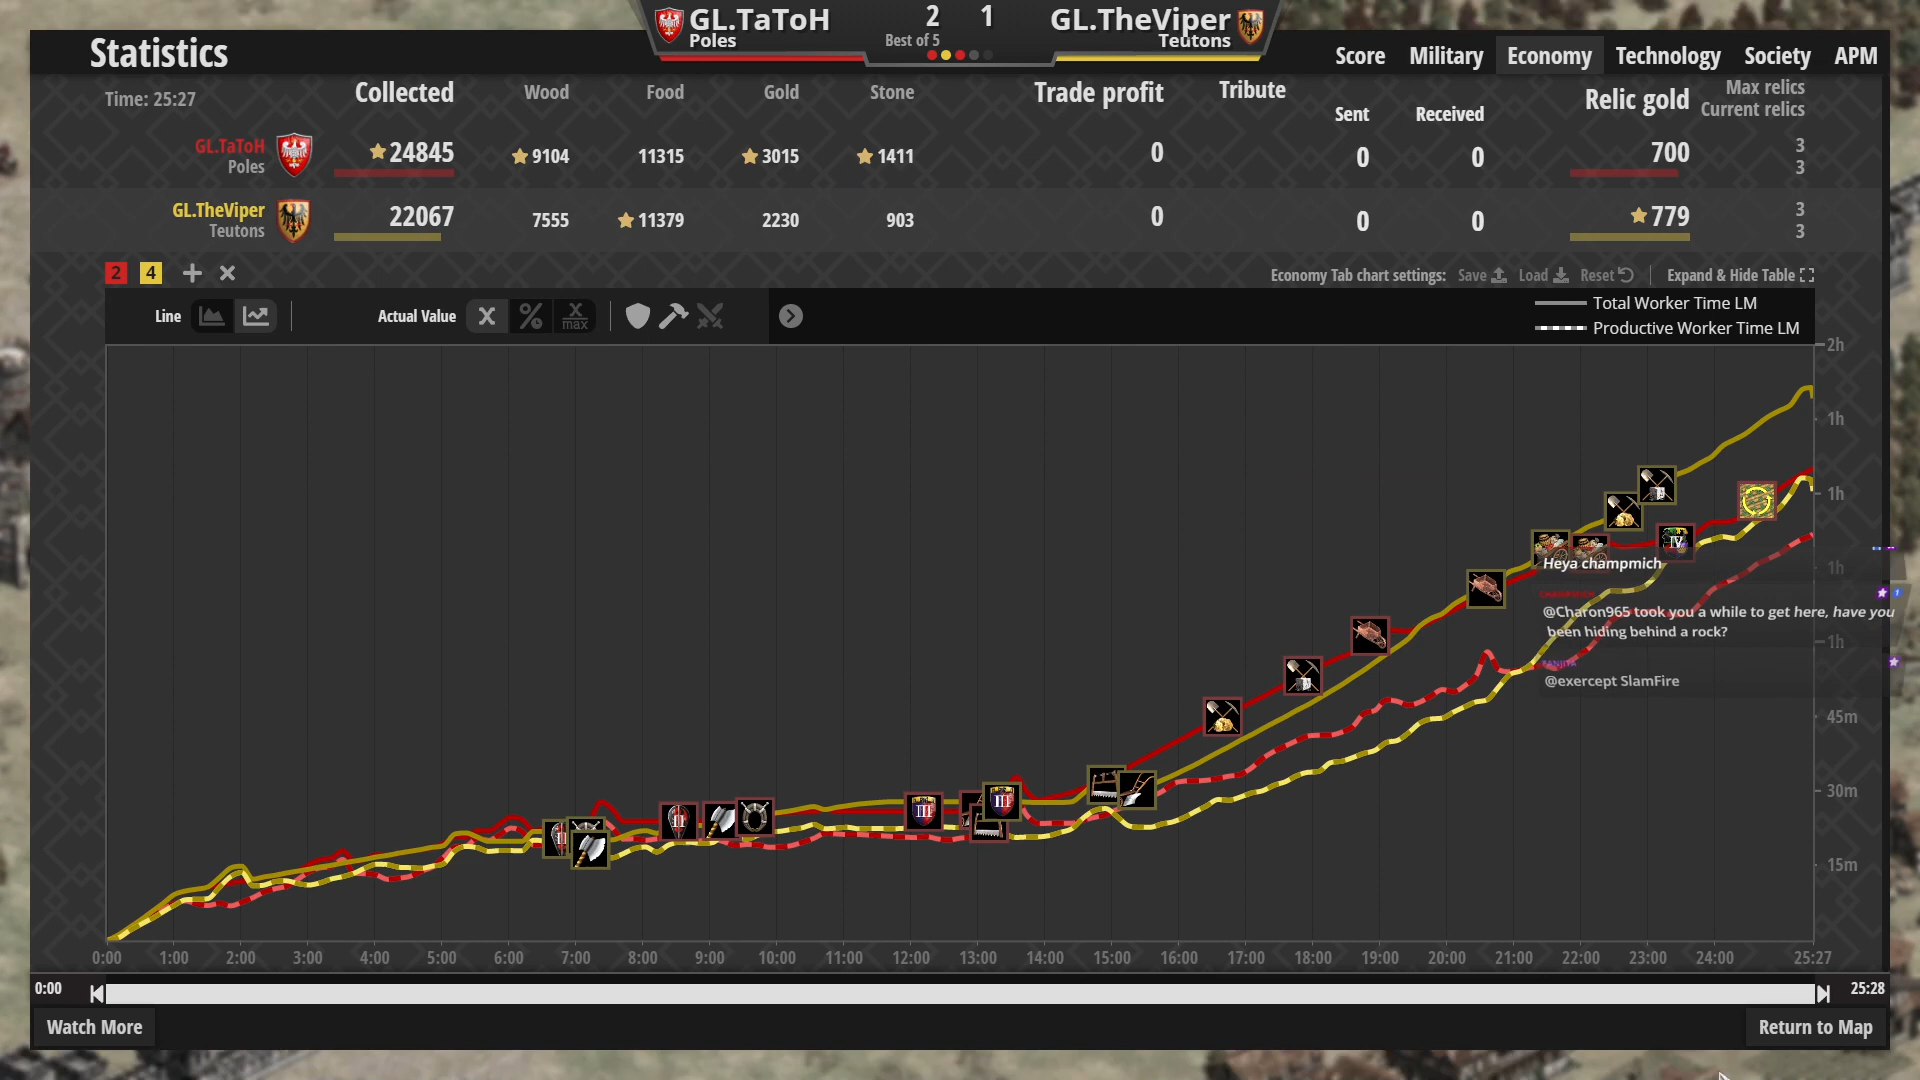 GL.TaToH
Poles
2 1
Best of 5
GL.TheViper
Teutons
Statistics
Score Military Economy Technology Society APM
Time: 25:27
Collected Wood Food Gold Stone Trade profit Tribute Sent Received Relic gold Max relics
Current relics
GL.TaToH
Poles
24845 9104 11315 3015 1411 0 0 0 700 3
3
GL.TheViper
Teutons
22067 7555 11379 2230 903 0 0 0 779 3
3
2 4
Economy Tab chart settings: Save Load Reset Expand & Hide Table
Line Actual Value X % X max
Total Worker Time LM
Productive Worker Time LM
2h
1h
1h
1h
1h
45m
30m
15m
II
III
III
IV
Heya champmich
@Charon965 took you a while to get here, have you
been hiding behind a rock?
@exercept SlamFire
0:00 1:00 2:00 3:00 4:00 5:00 6:00 7:00 8:00 9:00 10:00 11:00 12:00 13:00 14:00 15:00 16:00 17:00 18:00 19:00 20:00 21:00 22:00 23:00 24:00 25:27
0:00 25:28
Watch More
Return to Map